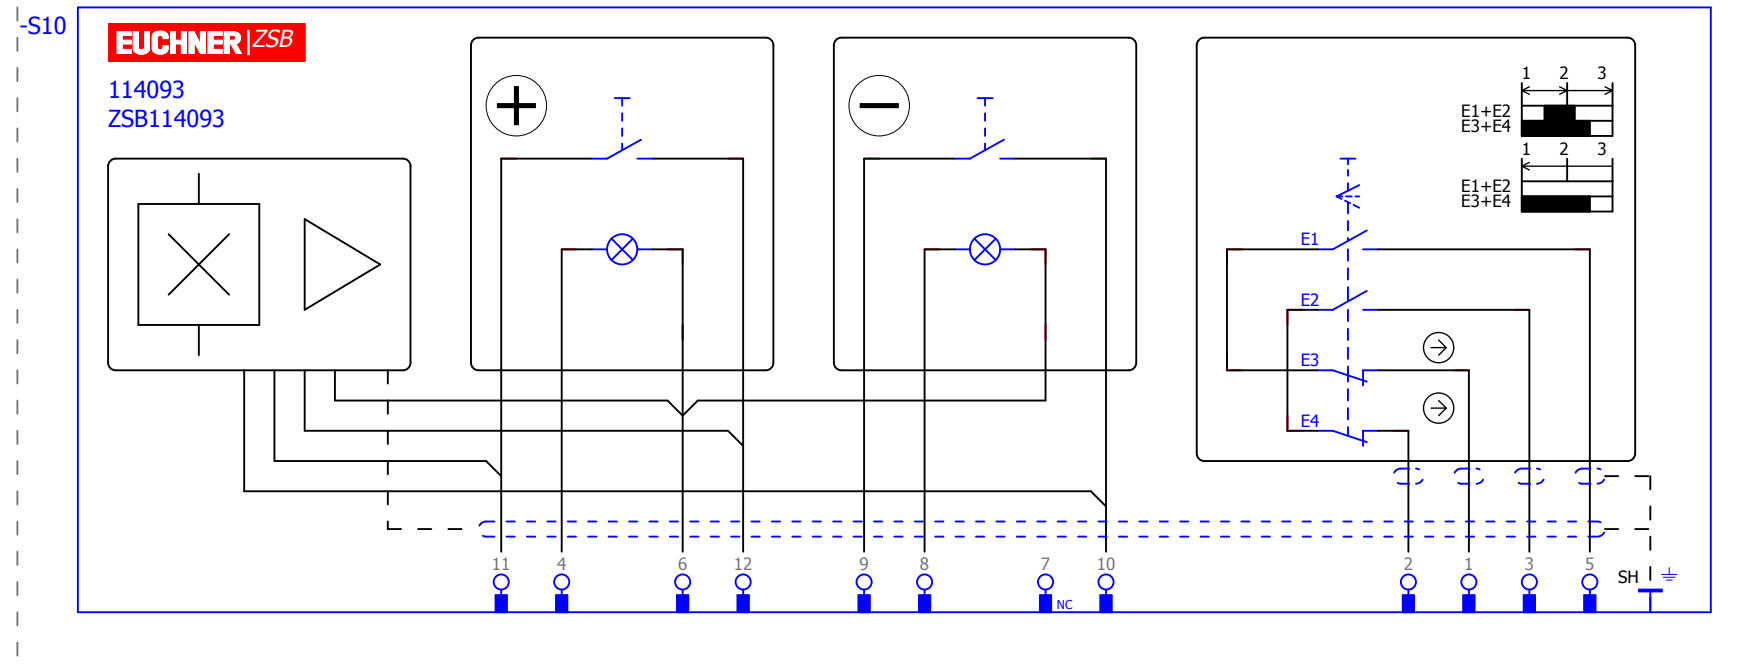 -S10
EUCHNER ZSB
114093
ZSB114093
1 2 3
E1+E2
E3+E4
1 2 3
E1+E2
E3+E4
E1
E2
E3
E4
11 4 6 12 9 8 7 10 2 1 3 5
SH
NC